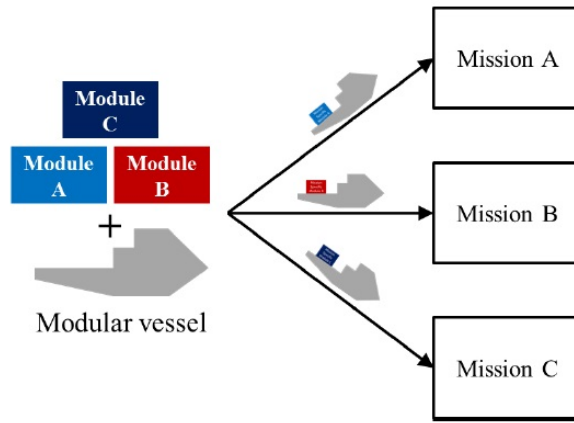 Module
C
Module
A
Module
B
+
Modular vessel
Mission A
Mission B
Mission C